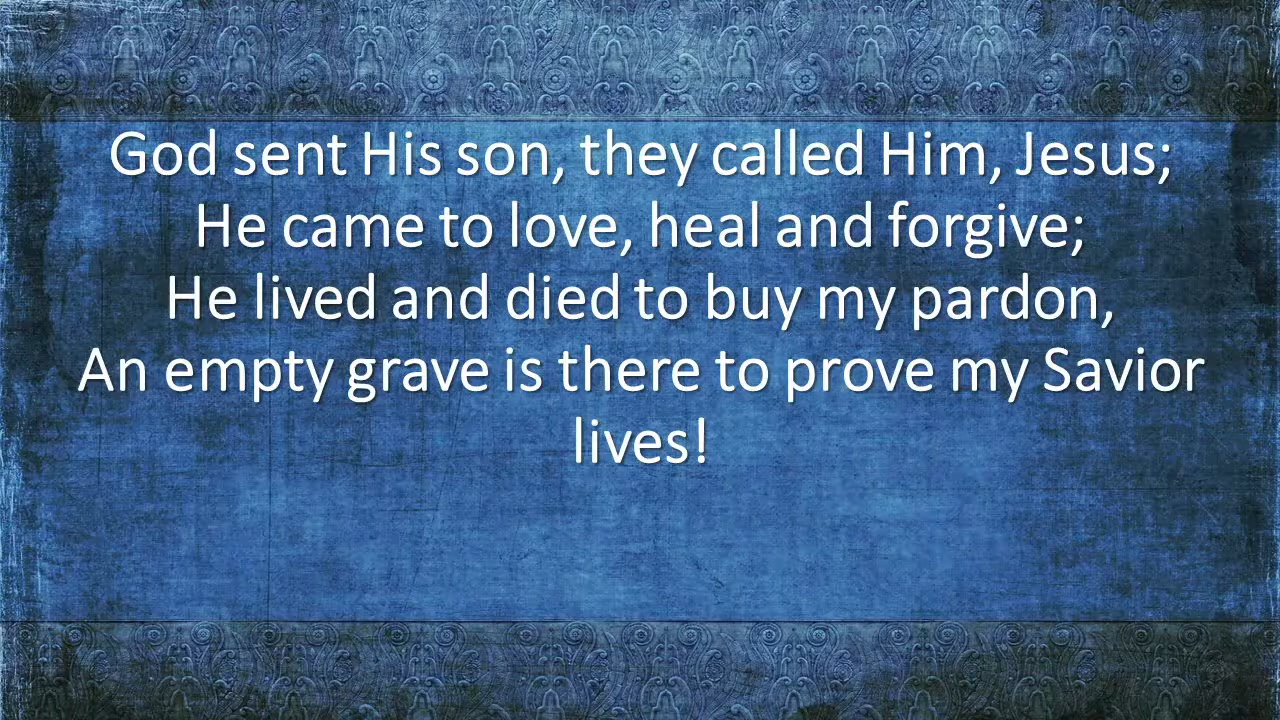 God sent His son, they called Him, Jesus;
He came to love, heal and forgive;
He lived and died to buy my pardon,
An empty grave is there to prove my Savior
lives!